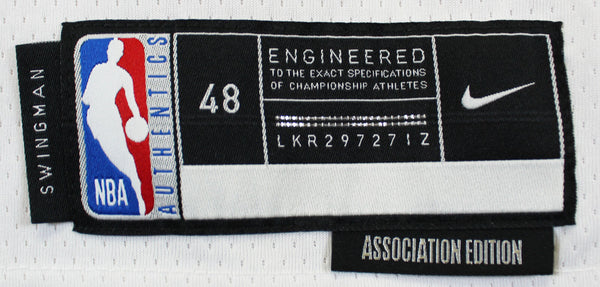 SWINGMAN
NBA
AUTHENTICS
48
ENGINEERED
TO THE EXACT SPECIFICATIONS
OF CHAMPIONSHIP ATHLETES
LKR297271Z
ASSOCIATION EDITION